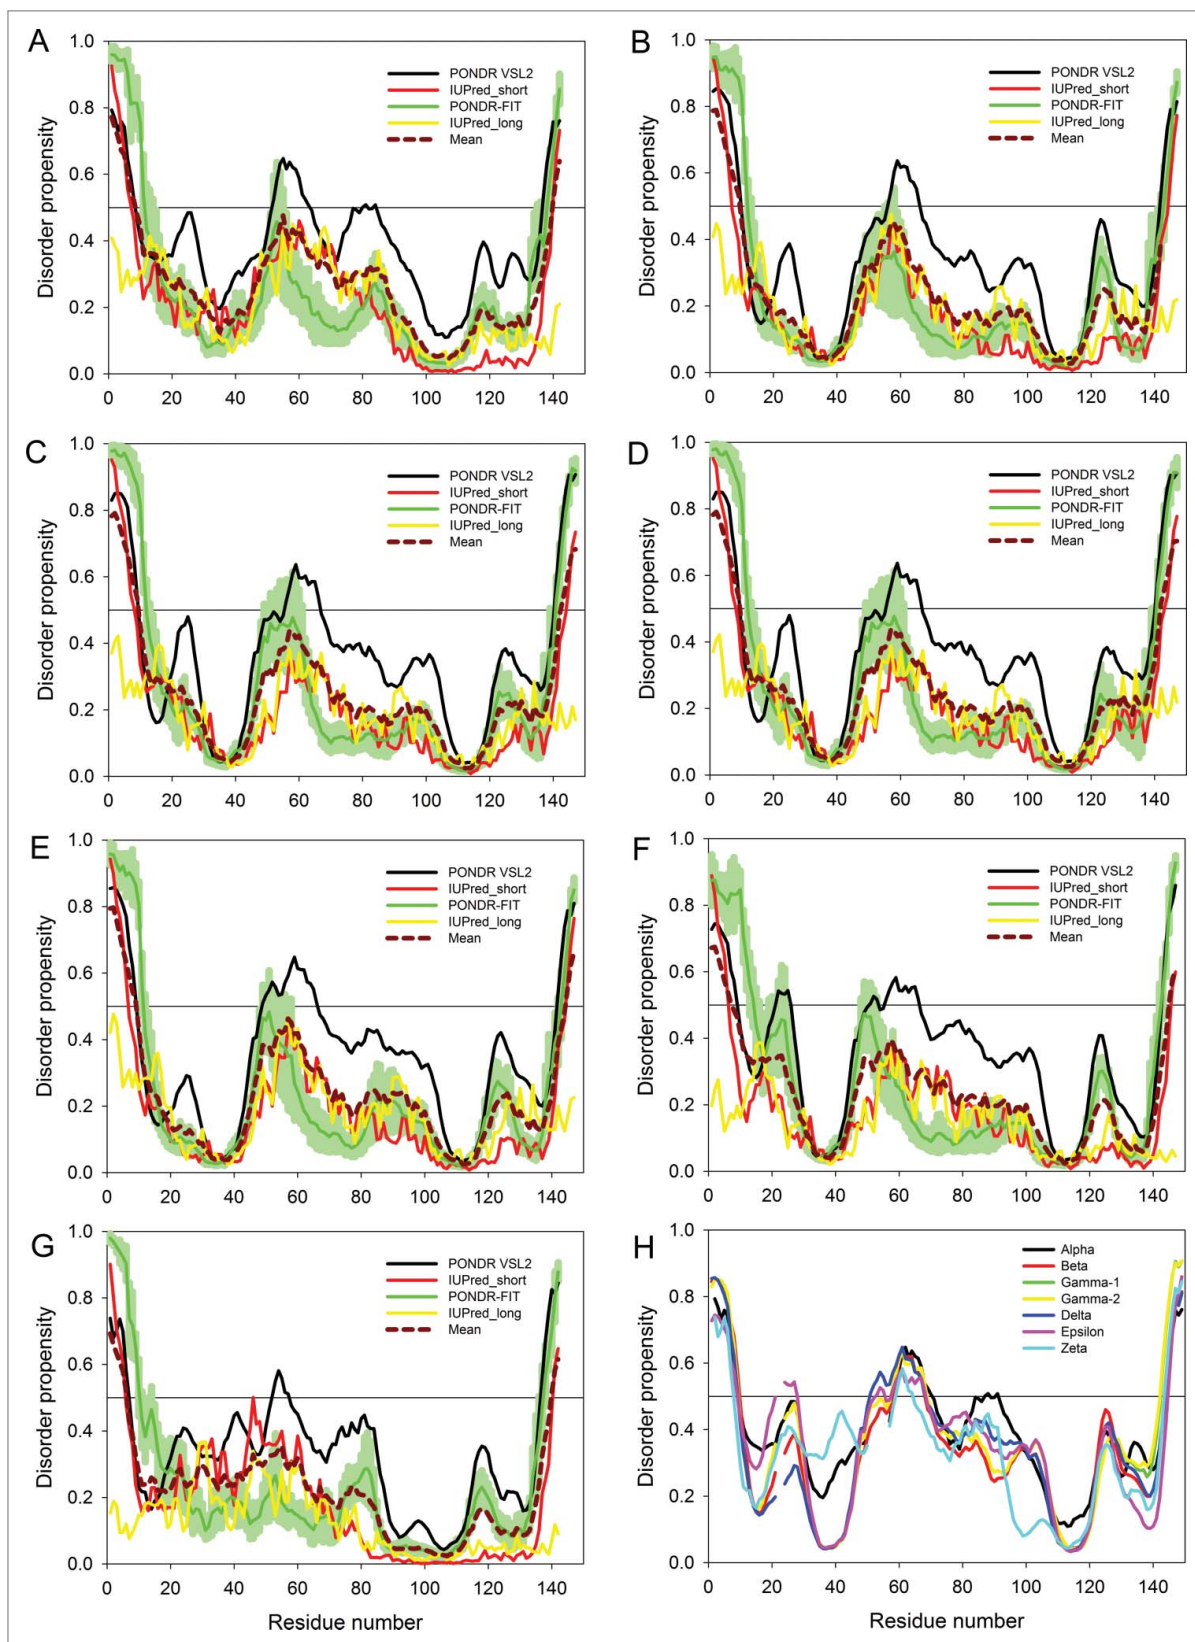 A
Disorder propensity
1.0
0.8
0.6
0.4
0.2
0.0
PONDR VSL2
IUPred_short
PONDR-FIT
IUPred_long
Mean
0 20 40 60 80 100 120 140
B
Disorder propensity
1.0
0.8
0.6
0.4
0.2
0.0
PONDR VSL2
IUPred_short
PONDR-FIT
IUPred_long
Mean
0 20 40 60 80 100 120 140
C
Disorder propensity
1.0
0.8
0.6
0.4
0.2
0.0
PONDR VSL2
IUPred_short
PONDR-FIT
IUPred_long
Mean
0 20 40 60 80 100 120 140
D
Disorder propensity
1.0
0.8
0.6
0.4
0.2
0.0
PONDR VSL2
IUPred_short
PONDR-FIT
IUPred_long
Mean
0 20 40 60 80 100 120 140
E
Disorder propensity
1.0
0.8
0.6
0.4
0.2
0.0
PONDR VSL2
IUPred_short
PONDR-FIT
IUPred_long
Mean
0 20 40 60 80 100 120 140
F
Disorder propensity
1.0
0.8
0.6
0.4
0.2
0.0
PONDR VSL2
IUPred_short
PONDR-FIT
IUPred_long
Mean
0 20 40 60 80 100 120 140
G
Disorder propensity
1.0
0.8
0.6
0.4
0.2
0.0
PONDR VSL2
IUPred_short
PONDR-FIT
IUPred_long
Mean
0 20 40 60 80 100 120 140
Residue number
H
Disorder propensity
1.0
0.8
0.6
0.4
0.2
0.0
Alpha
Beta
Gamma-1
Gamma-2
Delta
Epsilon
Zeta
0 20 40 60 80 100 120 140
Residue number